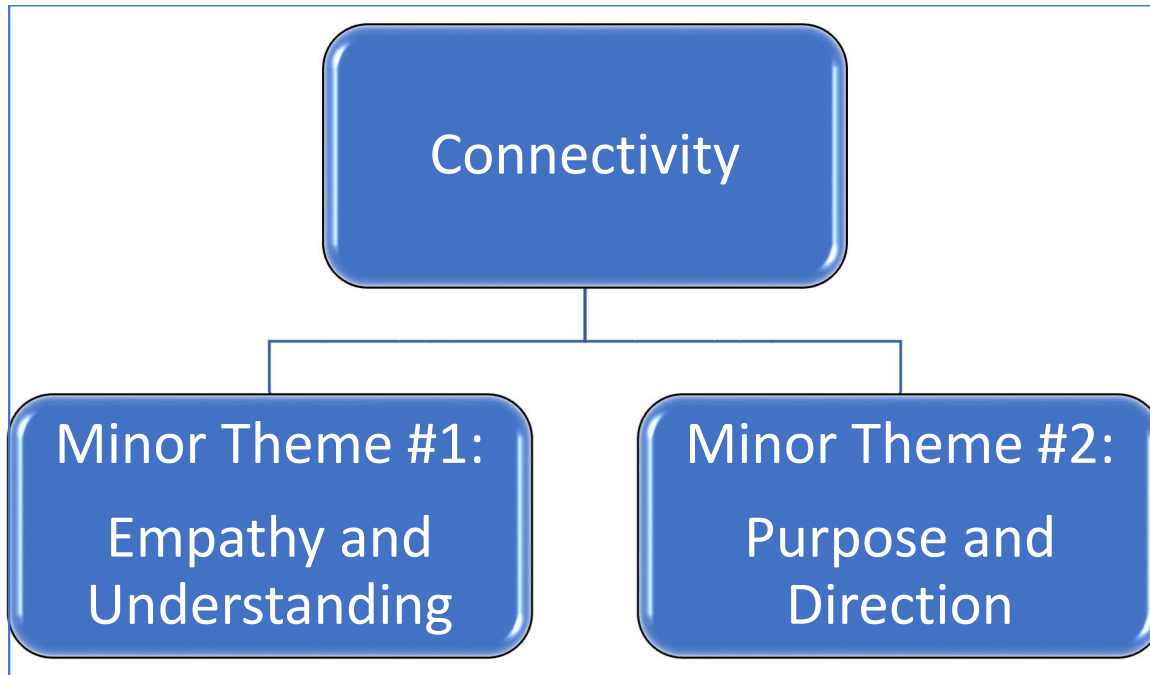 Connectivity
Minor Theme #1:
Empathy and
Understanding
Minor Theme #2:
Purpose and
Direction